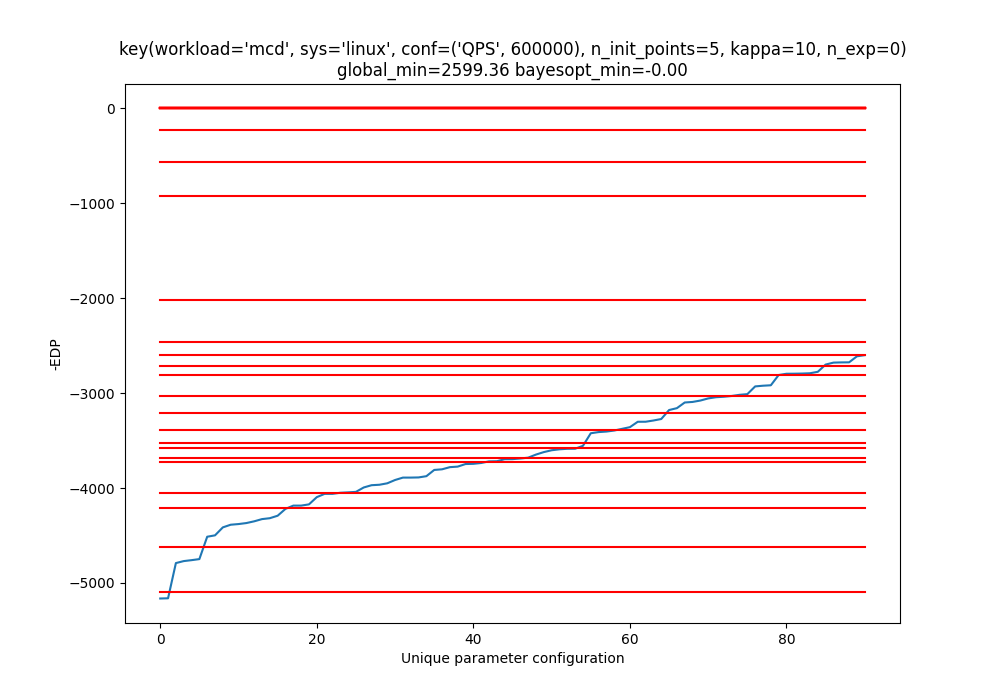 key(workload='mcd', sys='linux', conf=('QPS', 600000), n_init_points=5, kappa=10, n_exp=0)
global_min=2599.36 bayesopt_min=-0.00
0
−1000
−2000
−3000
−4000
−5000
-EDP
0 20 40 60 80
Unique parameter configuration